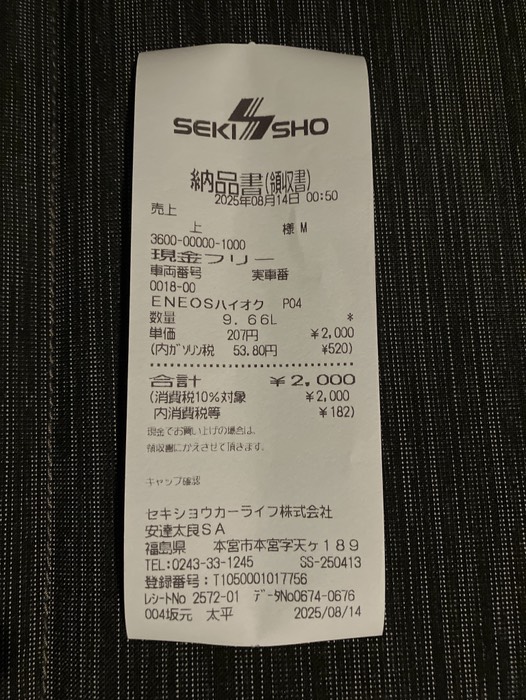 SEKISHO
納品書(領収書)
2025年08月14日 00:50
売上
上 様 M
3600-00000-1000
現金フリー
車両番号 実車番
0018-00
ENEOSハイオク P04
数量 9.66L *
単価 207円 ¥2,000
(内ガソリン税 53.80円 ¥520)
合計 ¥2,000
(消費税10%対象 ¥2,000
内消費税等 ¥182)
現金でお買い上げの場合は、
領収書にかえさせて頂きます。
キャップ確認
セキショウカーライフ株式会社
安達太良SA
福島県 本宮市本宮字天ヶ189
TEL:0243-33-1245 SS-250413
登録番号:T1050001017756
レシートNo 2572-01 データNo0674-0676
004坂元 太平 2025/08/14